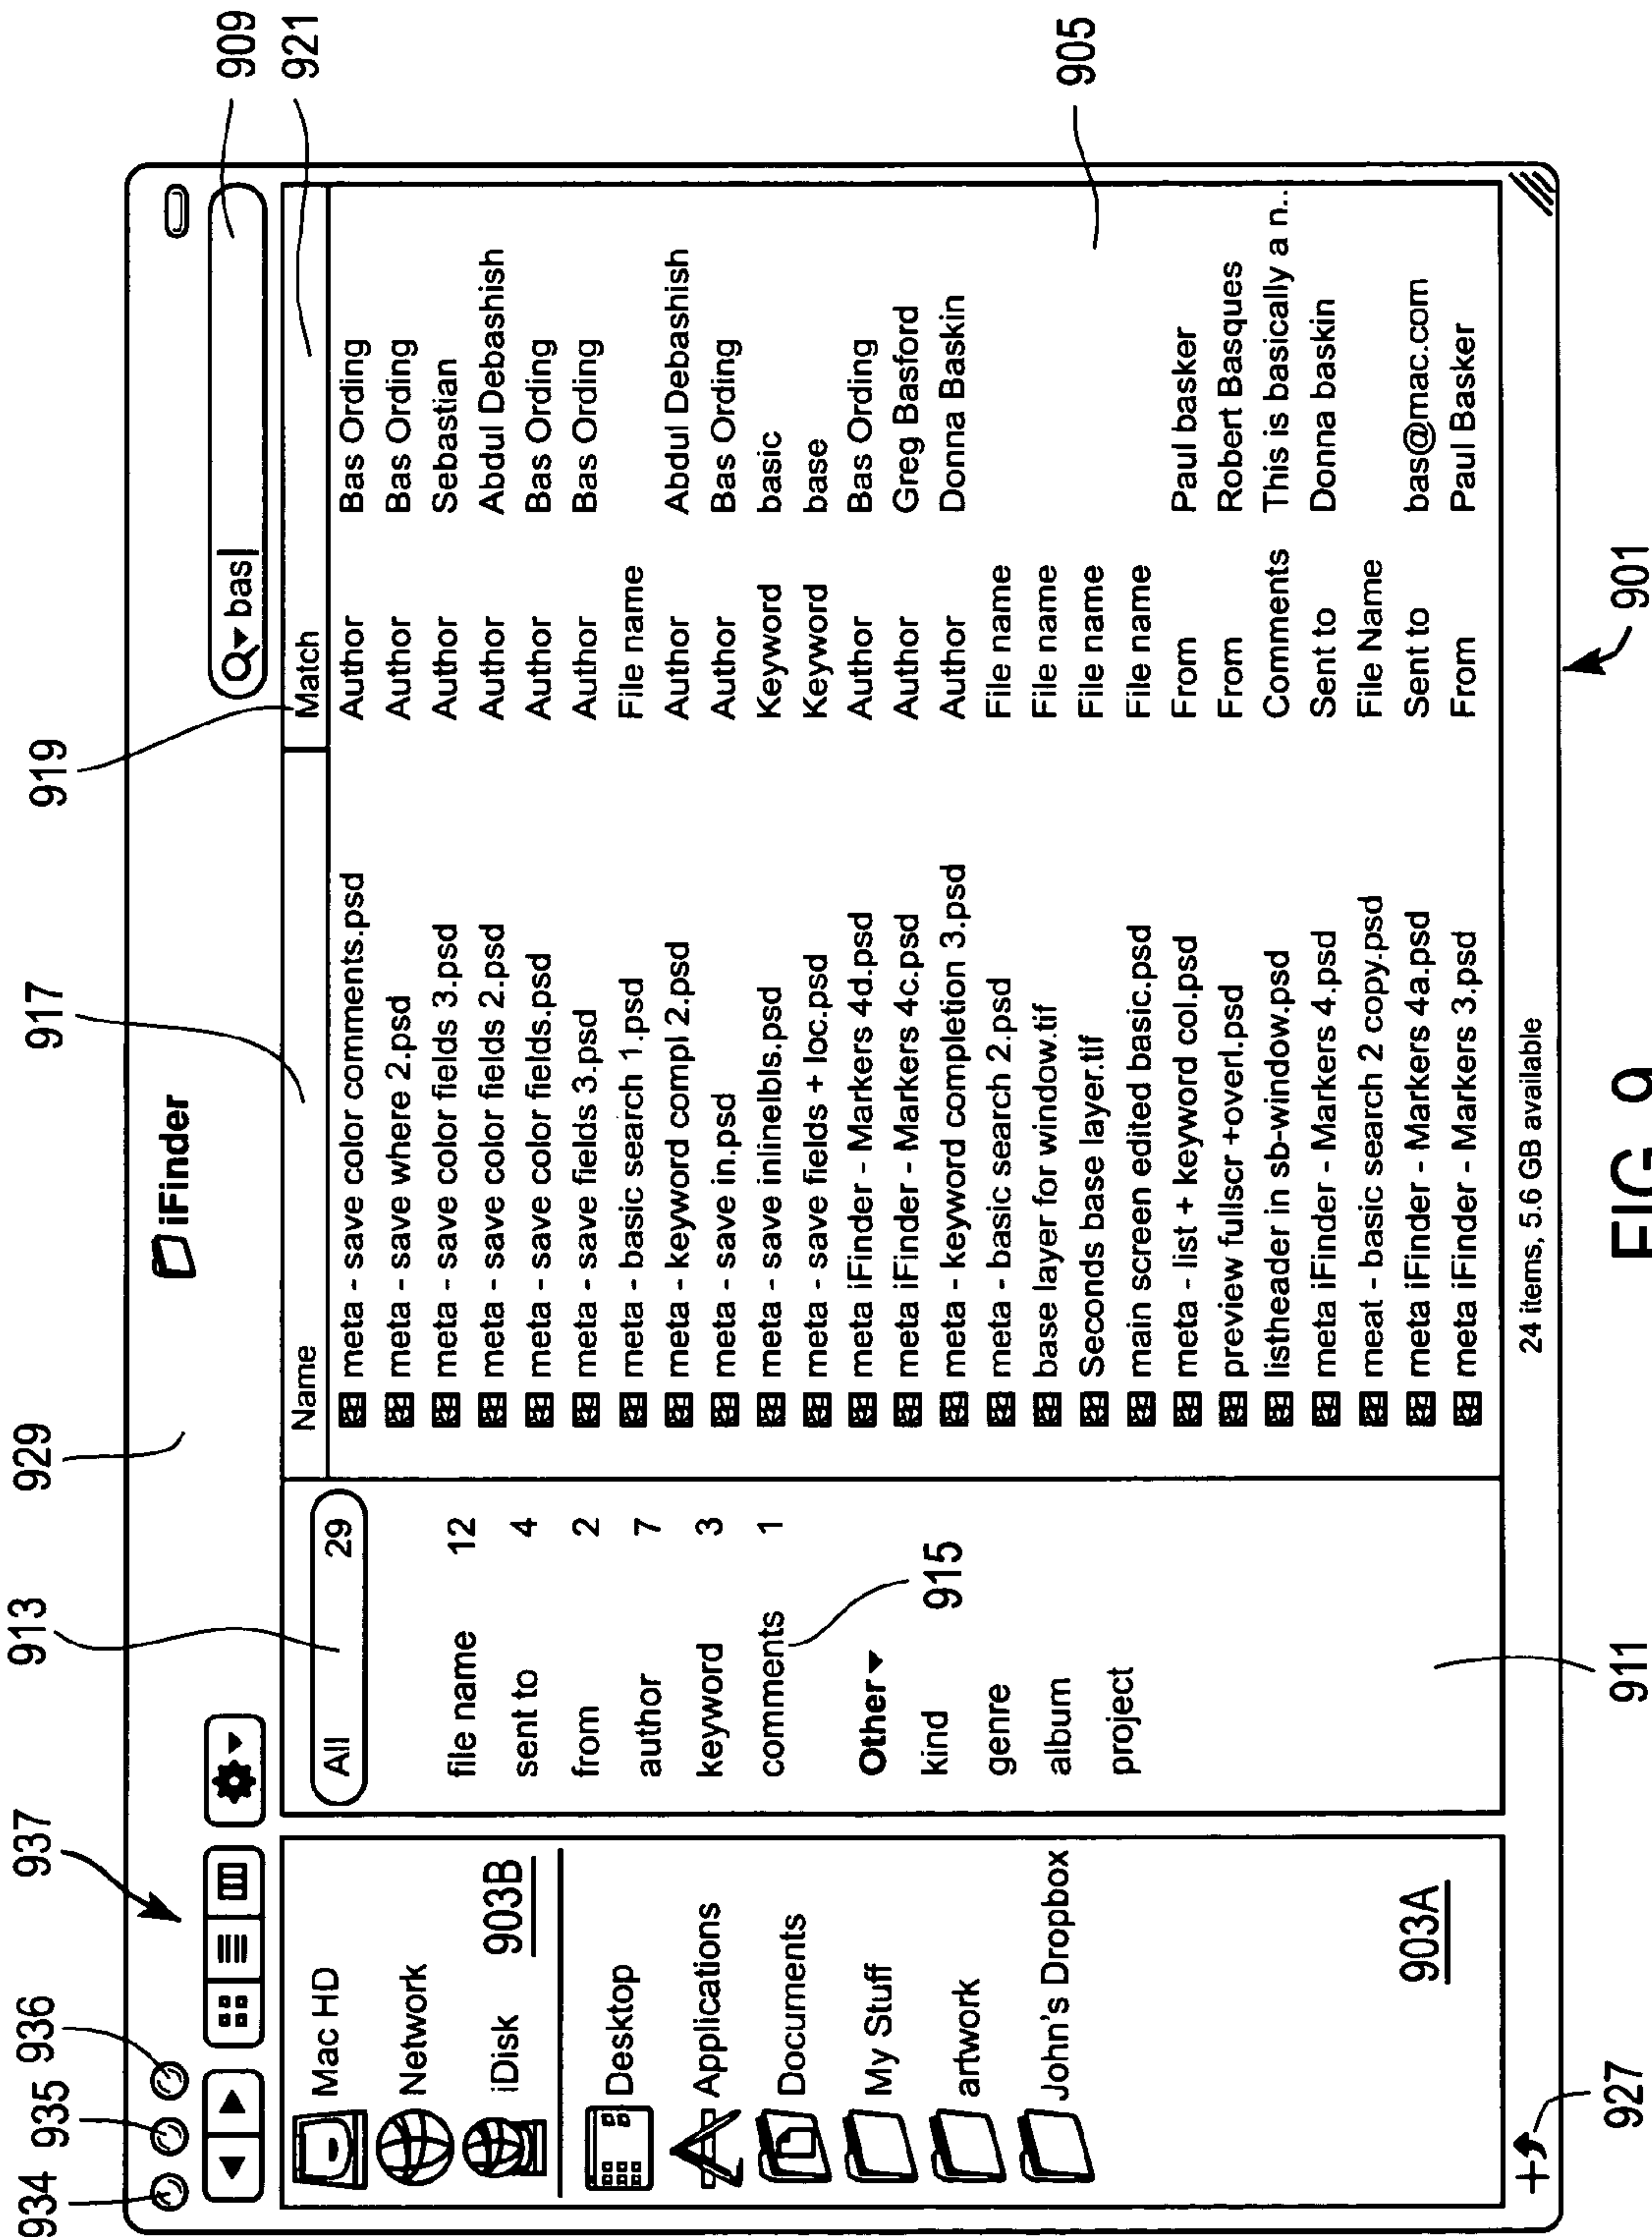 934 935 936 937 913 929 917 919 909
921
iFinder
bas
Mac HD
Network
iDisk
903B
Desktop
Applications
Documents
My Stuff
artwork
John's Dropbox
903A
All 29
file name 12
sent to 4
from 2
author 7
keyword 3
comments 1
915
Other
kind
genre
album
project
Name Match
meta - save color comments.psd Author Bas Ording
meta - save where 2.psd Author Bas Ording
meta - save color fields 3.psd Author Sebastian
meta - save color fields 2.psd Author Abdul Debashish
meta - save color fields.psd Author Bas Ording
meta - save fields 3.psd Author Bas Ording
meta - basic search 1.psd File name
meta - keyword compl 2.psd Author Abdul Debashish
meta - save in.psd Author Bas Ording
meta - save inlinelbls.psd Keyword basic
meta - save fields + loc.psd Keyword base
meta iFinder - Markers 4d.psd Author Bas Ording
meta iFinder - Markers 4c.psd Author Greg Basford
meta - keyword completion 3.psd Author Donna Baskin
meta - basic search 2.psd File name
base layer for window.tif File name
Seconds base layer.tif File name
main screen edited basic.psd File name
meta - list + keyword col.psd From Paul basker
preview fullscr +overl.psd From Robert Basques
listheader in sb-window.psd Comments This is basically a n..
meta iFinder - Markers 4.psd Sent to Donna baskin
meat - basic search 2 copy.psd File Name
meta iFinder - Markers 4a.psd Sent to bas@mac.com
meta iFinder - Markers 3.psd From Paul Basker
905
24 items, 5.6 GB available
927 911 901
FIG. 9